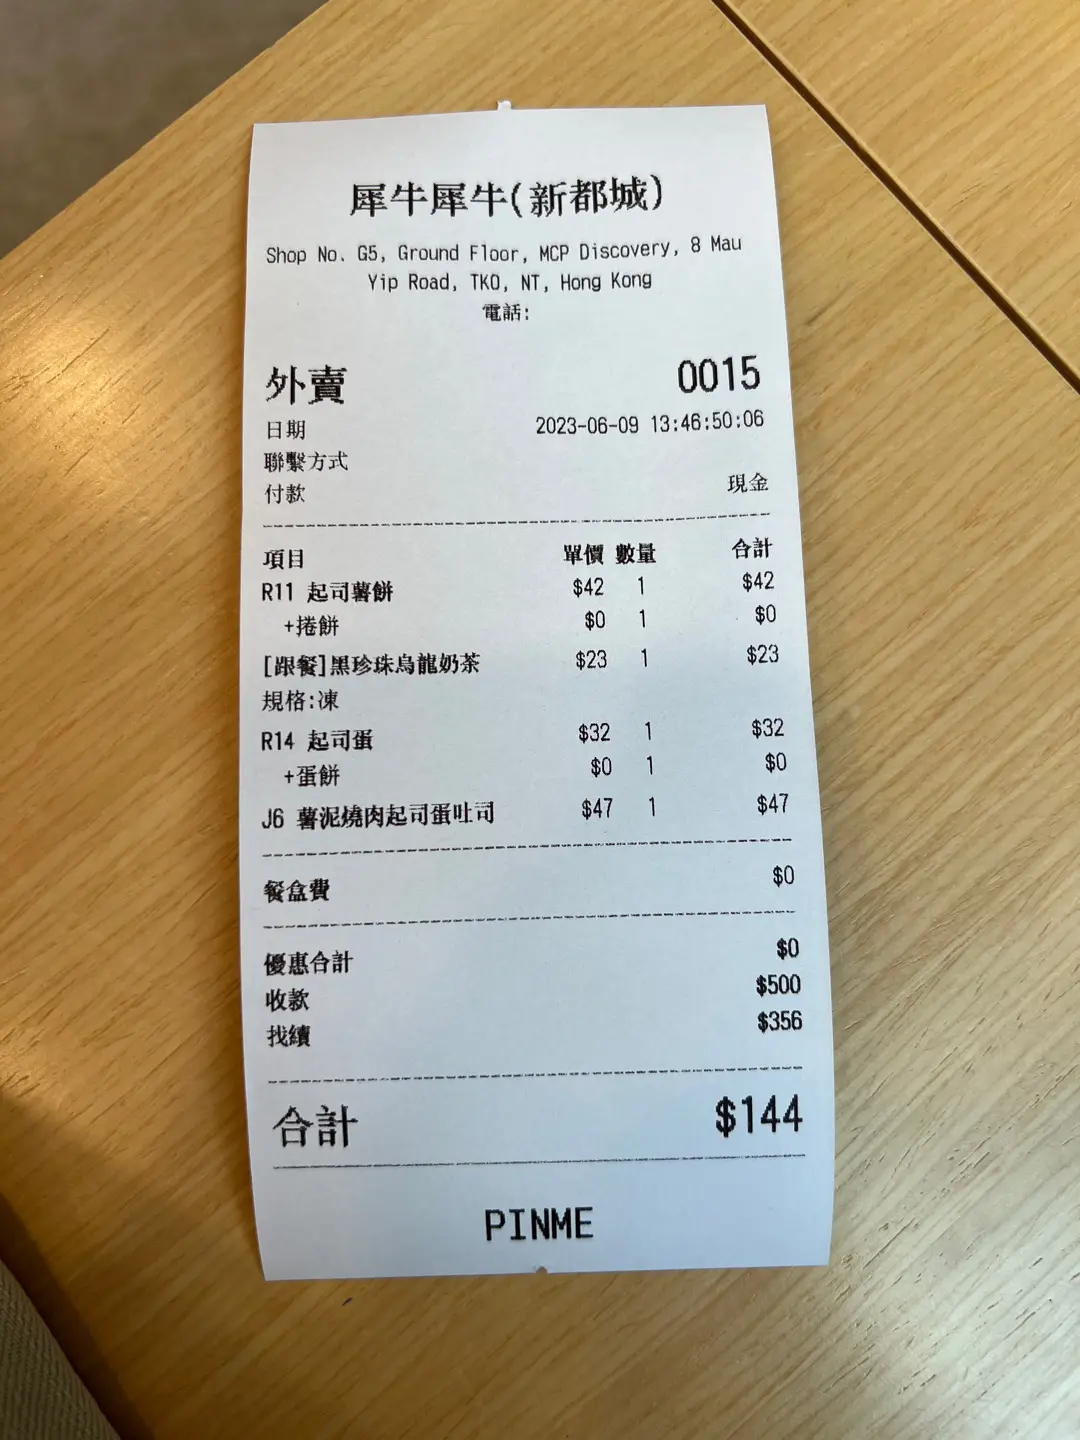 犀牛犀牛(新都城)
Shop No. G5, Ground Floor, MCP Discovery, 8 Mau
Yip Road, TKO, NT, Hong Kong
電話:
外賣 0015
日期 2023-06-09 13:46:50:06
聯繫方式
付款 現金
項目 單價 數量 合計
R11 起司薯餅 $42 1 $42
+捲餅 $0 1 $0
[跟餐]黑珍珠烏龍奶茶 $23 1 $23
規格:凍
R14 起司蛋 $32 1 $32
+蛋餅 $0 1 $0
J6 薯泥燒肉起司蛋吐司 $47 1 $47
餐盒費 $0
優惠合計 $0
收款 $500
找續 $356
合計 $144
PINME